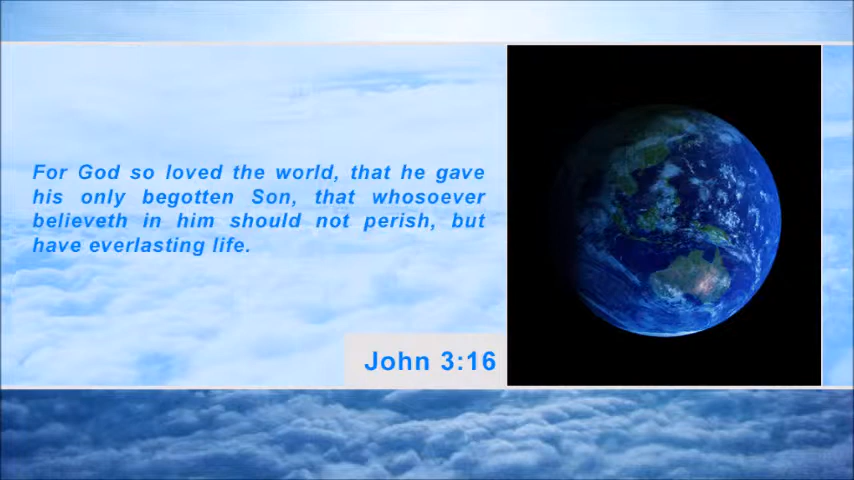 For God so loved the world, that he gave
his only begotten Son, that whosoever
believeth in him should not perish, but
have everlasting life.
John 3:16